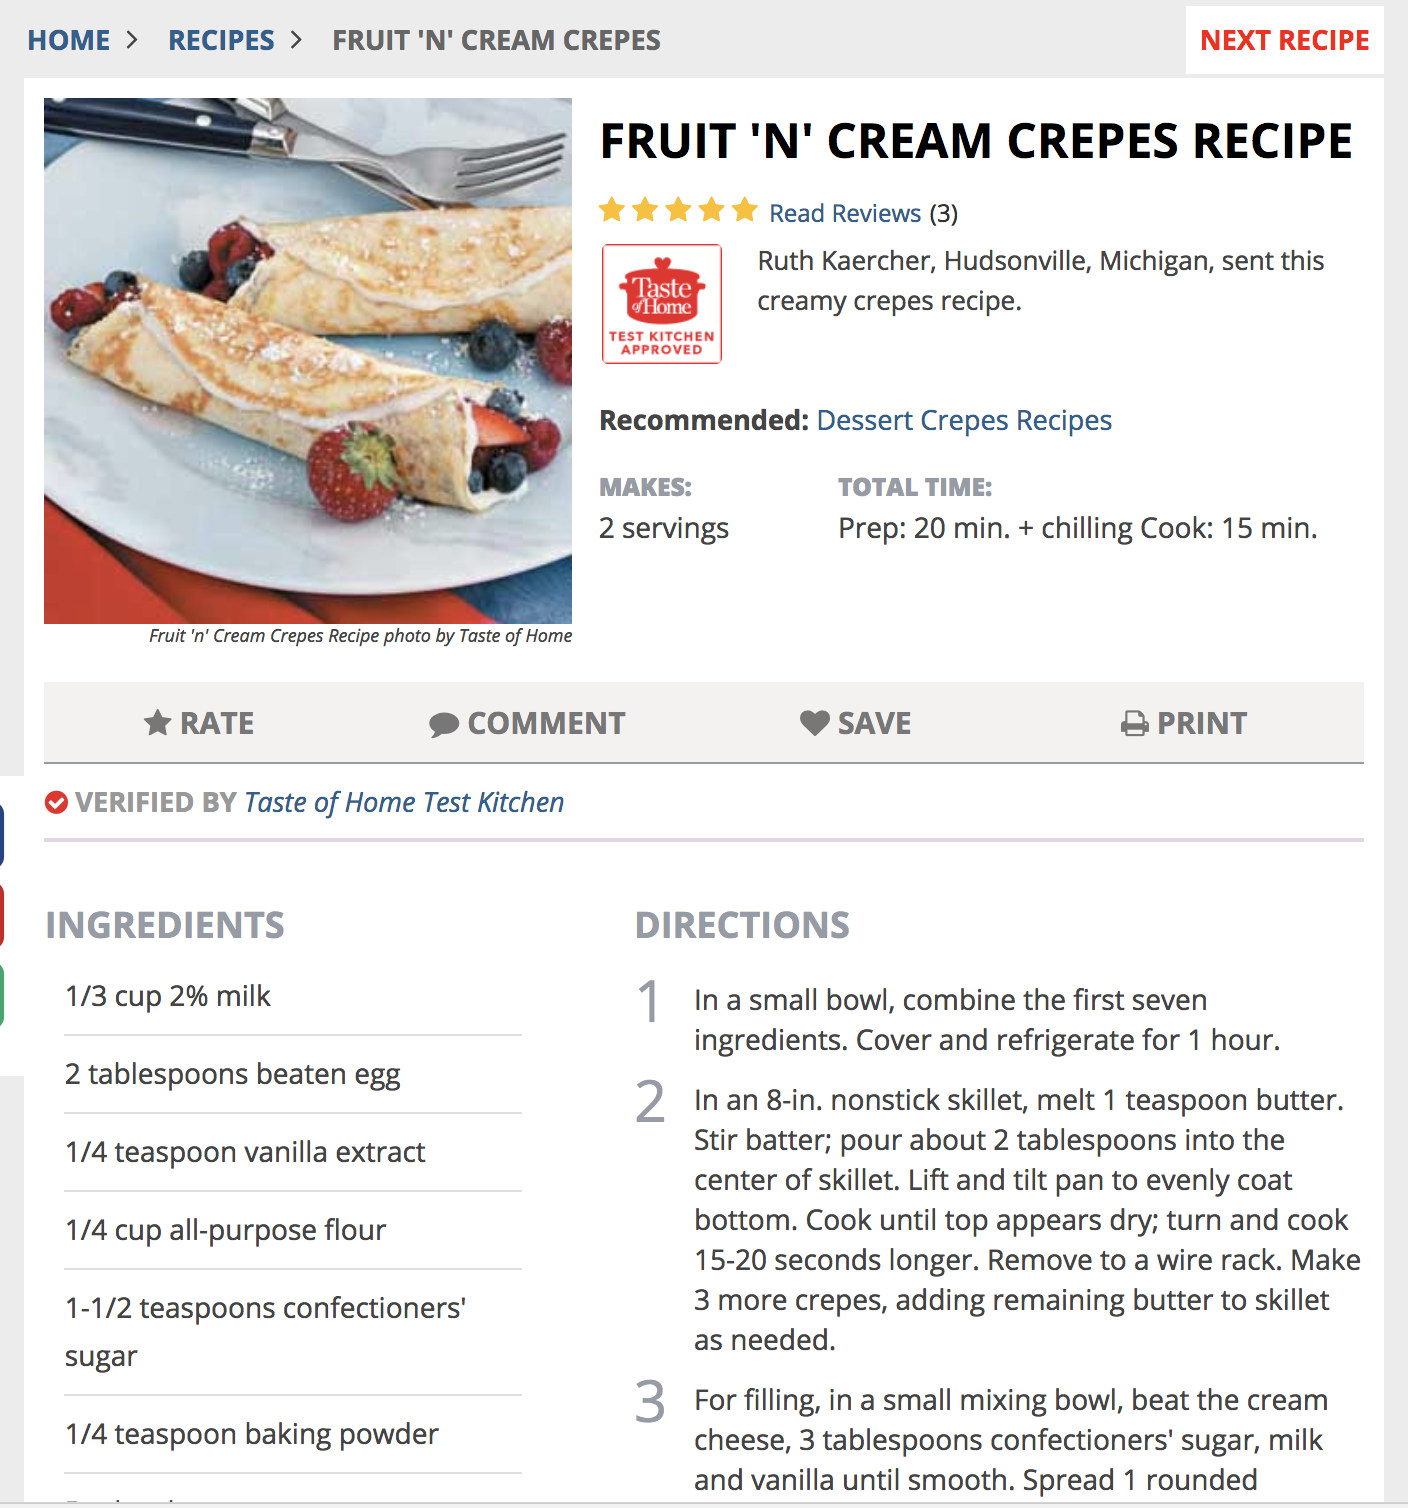 HOME > RECIPES > FRUIT 'N' CREAM CREPES
NEXT RECIPE
FRUIT 'N' CREAM CREPES RECIPE
Read Reviews (3)
Taste
of Home
TEST KITCHEN
APPROVED
Ruth Kaercher, Hudsonville, Michigan, sent this
creamy crepes recipe.
Recommended: Dessert Crepes Recipes
MAKES:
2 servings
TOTAL TIME:
Prep: 20 min. + chilling Cook: 15 min.
Fruit 'n' Cream Crepes Recipe photo by Taste of Home
RATE
COMMENT
SAVE
PRINT
VERIFIED BY Taste of Home Test Kitchen
INGREDIENTS
1/3 cup 2% milk
2 tablespoons beaten egg
1/4 teaspoon vanilla extract
1/4 cup all-purpose flour
1-1/2 teaspoons confectioners'
sugar
1/4 teaspoon baking powder
DIRECTIONS
1 In a small bowl, combine the first seven
ingredients. Cover and refrigerate for 1 hour.
2 In an 8-in. nonstick skillet, melt 1 teaspoon butter.
Stir batter; pour about 2 tablespoons into the
center of skillet. Lift and tilt pan to evenly coat
bottom. Cook until top appears dry; turn and cook
15-20 seconds longer. Remove to a wire rack. Make
3 more crepes, adding remaining butter to skillet
as needed.
3 For filling, in a small mixing bowl, beat the cream
cheese, 3 tablespoons confectioners' sugar, milk
and vanilla until smooth. Spread 1 rounded